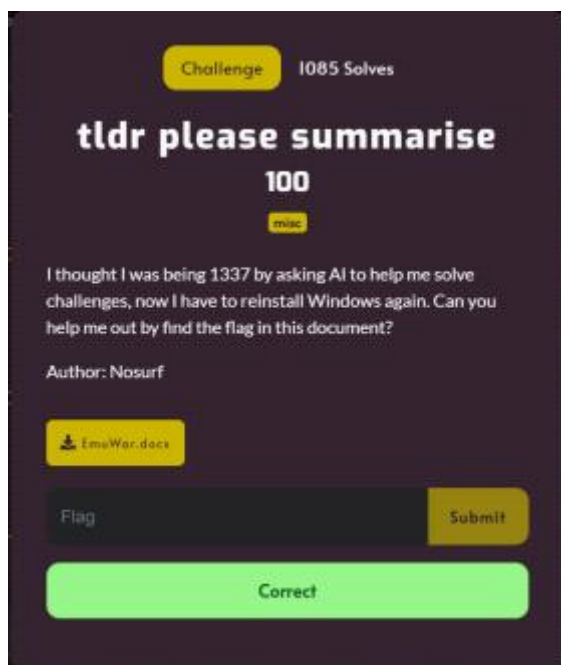 Challenge 1085 Solves
tldr please summarise
100
misc
I thought I was being 1337 by asking AI to help me solve
challenges, now I have to reinstall Windows again. Can you
help me out by find the flag in this document?
Author: Nosurf
EmuWar.docx
Flag Submit
Correct